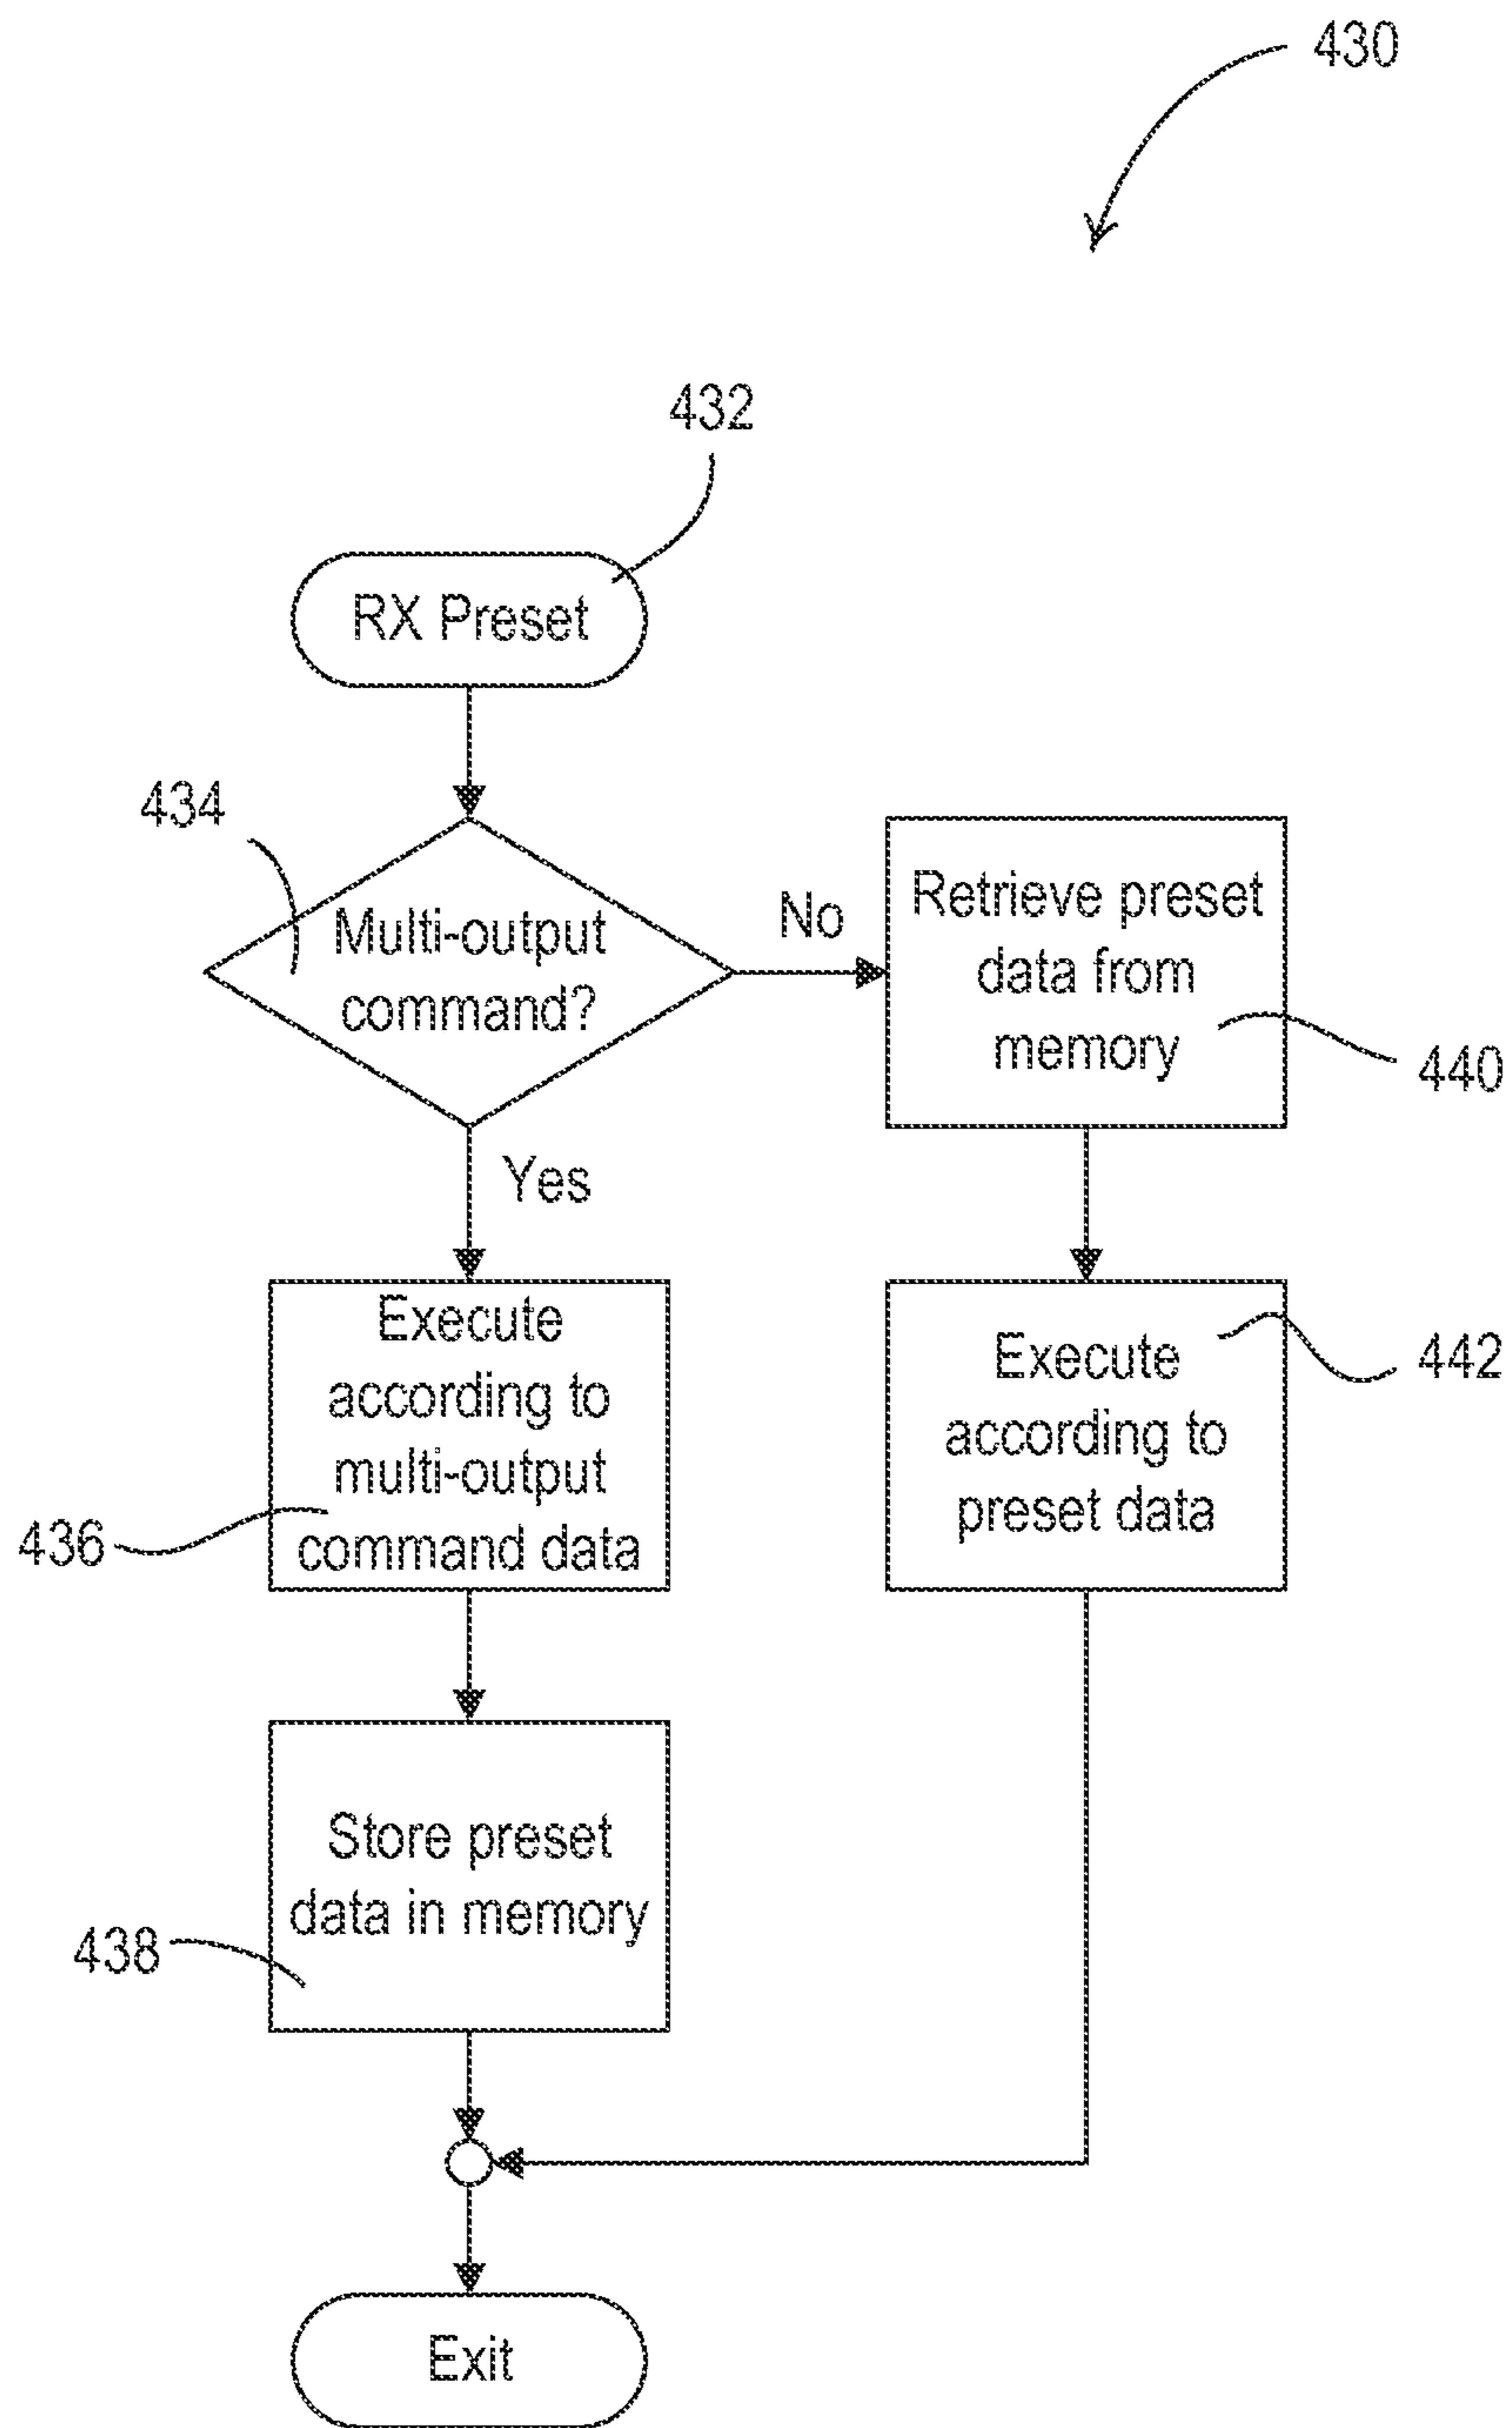 430
432
RX Preset
434
Multi-output
command?
No
Retrieve preset
data from
memory
440
Yes
Execute
according to
multi-output
command data
436
Execute
according to
preset data
442
Store preset
data in memory
438
Exit